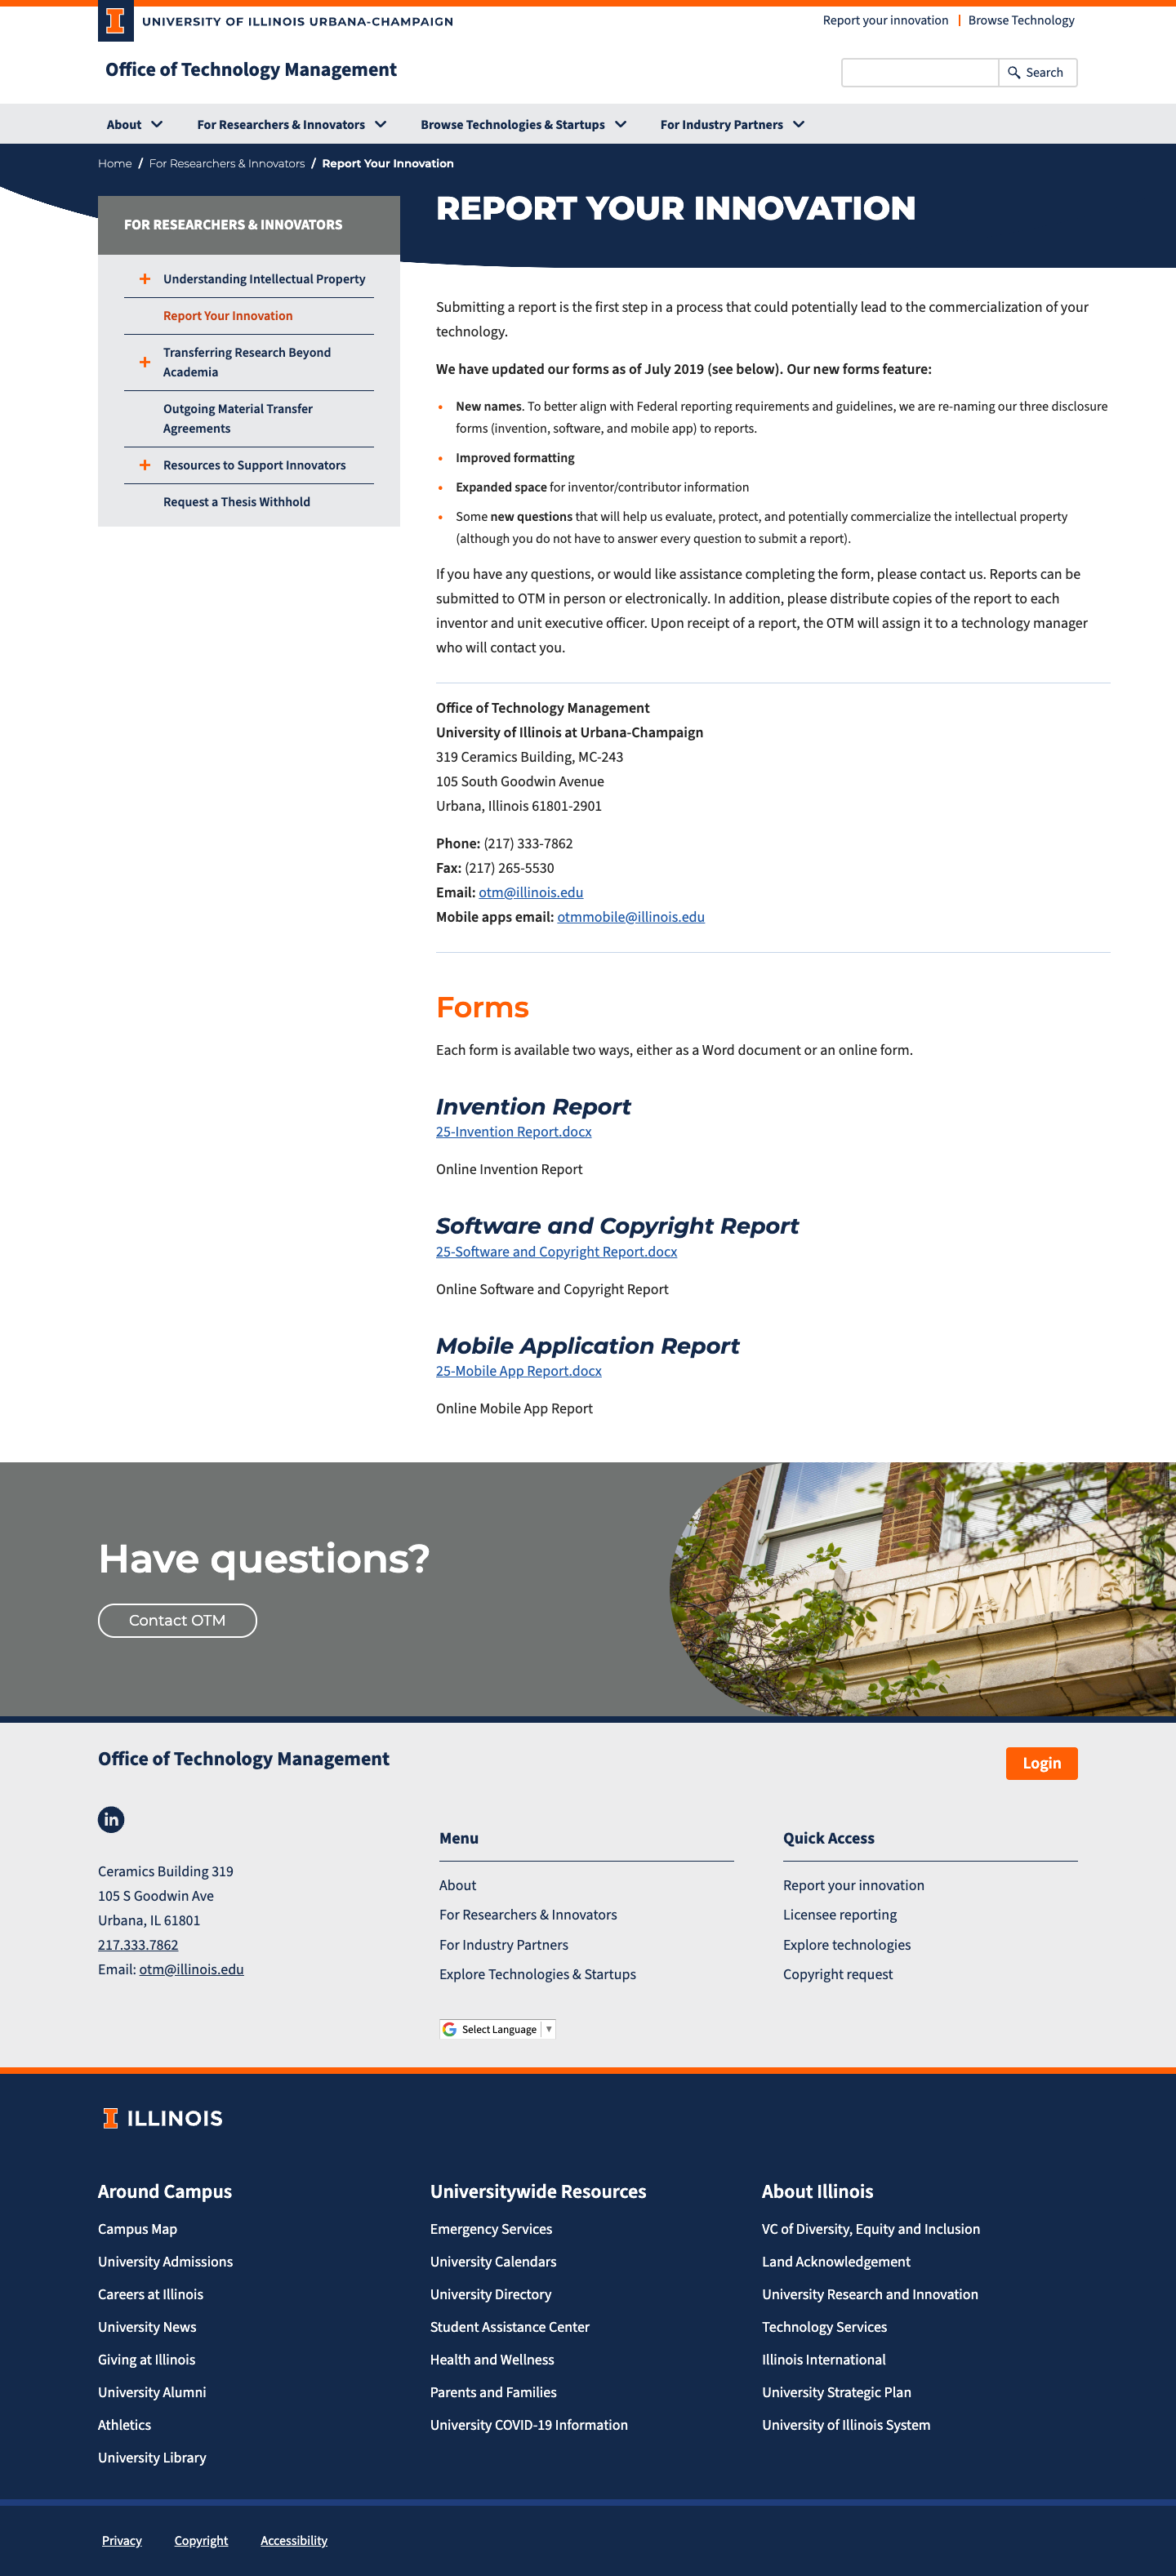 UNIVERSITY OF ILLINOIS URBANA-CHAMPAIGN
Report your innovation
Browse Technology
Office of Technology Management
Search
About
For Researchers & Innovators
Browse Technologies & Startups
For Industry Partners
Home / For Researchers & Innovators / Report Your Innovation
REPORT YOUR INNOVATION
FOR RESEARCHERS & INNOVATORS
+ Understanding Intellectual Property
Report Your Innovation
+ Transferring Research Beyond
Academia
Outgoing Material Transfer
Agreements
+ Resources to Support Innovators
Request a Thesis Withhold
Submitting a report is the first step in a process that could potentially lead to the commercialization of your
technology.
We have updated our forms as of July 2019 (see below). Our new forms feature:
• New names. To better align with Federal reporting requirements and guidelines, we are re-naming our three disclosure
forms (invention, software, and mobile app) to reports.
• Improved formatting
• Expanded space for inventor/contributor information
• Some new questions that will help us evaluate, protect, and potentially commercialize the intellectual property
(although you do not have to answer every question to submit a report).
If you have any questions, or would like assistance completing the form, please contact us. Reports can be
submitted to OTM in person or electronically. In addition, please distribute copies of the report to each
inventor and unit executive officer. Upon receipt of a report, the OTM will assign it to a technology manager
who will contact you.
Office of Technology Management
University of Illinois at Urbana-Champaign
319 Ceramics Building, MC-243
105 South Goodwin Avenue
Urbana, Illinois 61801-2901
Phone: (217) 333-7862
Fax: (217) 265-5530
Email: otm@illinois.edu
Mobile apps email: otmmobile@illinois.edu
Forms
Each form is available two ways, either as a Word document or an online form.
Invention Report
25-Invention Report.docx
Online Invention Report
Software and Copyright Report
25-Software and Copyright Report.docx
Online Software and Copyright Report
Mobile Application Report
25-Mobile App Report.docx
Online Mobile App Report
Have questions?
Contact OTM
Office of Technology Management
Login
in
Ceramics Building 319
105 S Goodwin Ave
Urbana, IL 61801
217.333.7862
Email: otm@illinois.edu
Menu
About
For Researchers & Innovators
For Industry Partners
Explore Technologies & Startups
Quick Access
Report your innovation
Licensee reporting
Explore technologies
Copyright request
G Select Language ▼
I ILLINOIS
Around Campus
Campus Map
University Admissions
Careers at Illinois
University News
Giving at Illinois
University Alumni
Athletics
University Library
Universitywide Resources
Emergency Services
University Calendars
University Directory
Student Assistance Center
Health and Wellness
Parents and Families
University COVID-19 Information
About Illinois
VC of Diversity, Equity and Inclusion
Land Acknowledgement
University Research and Innovation
Technology Services
Illinois International
University Strategic Plan
University of Illinois System
Privacy
Copyright
Accessibility